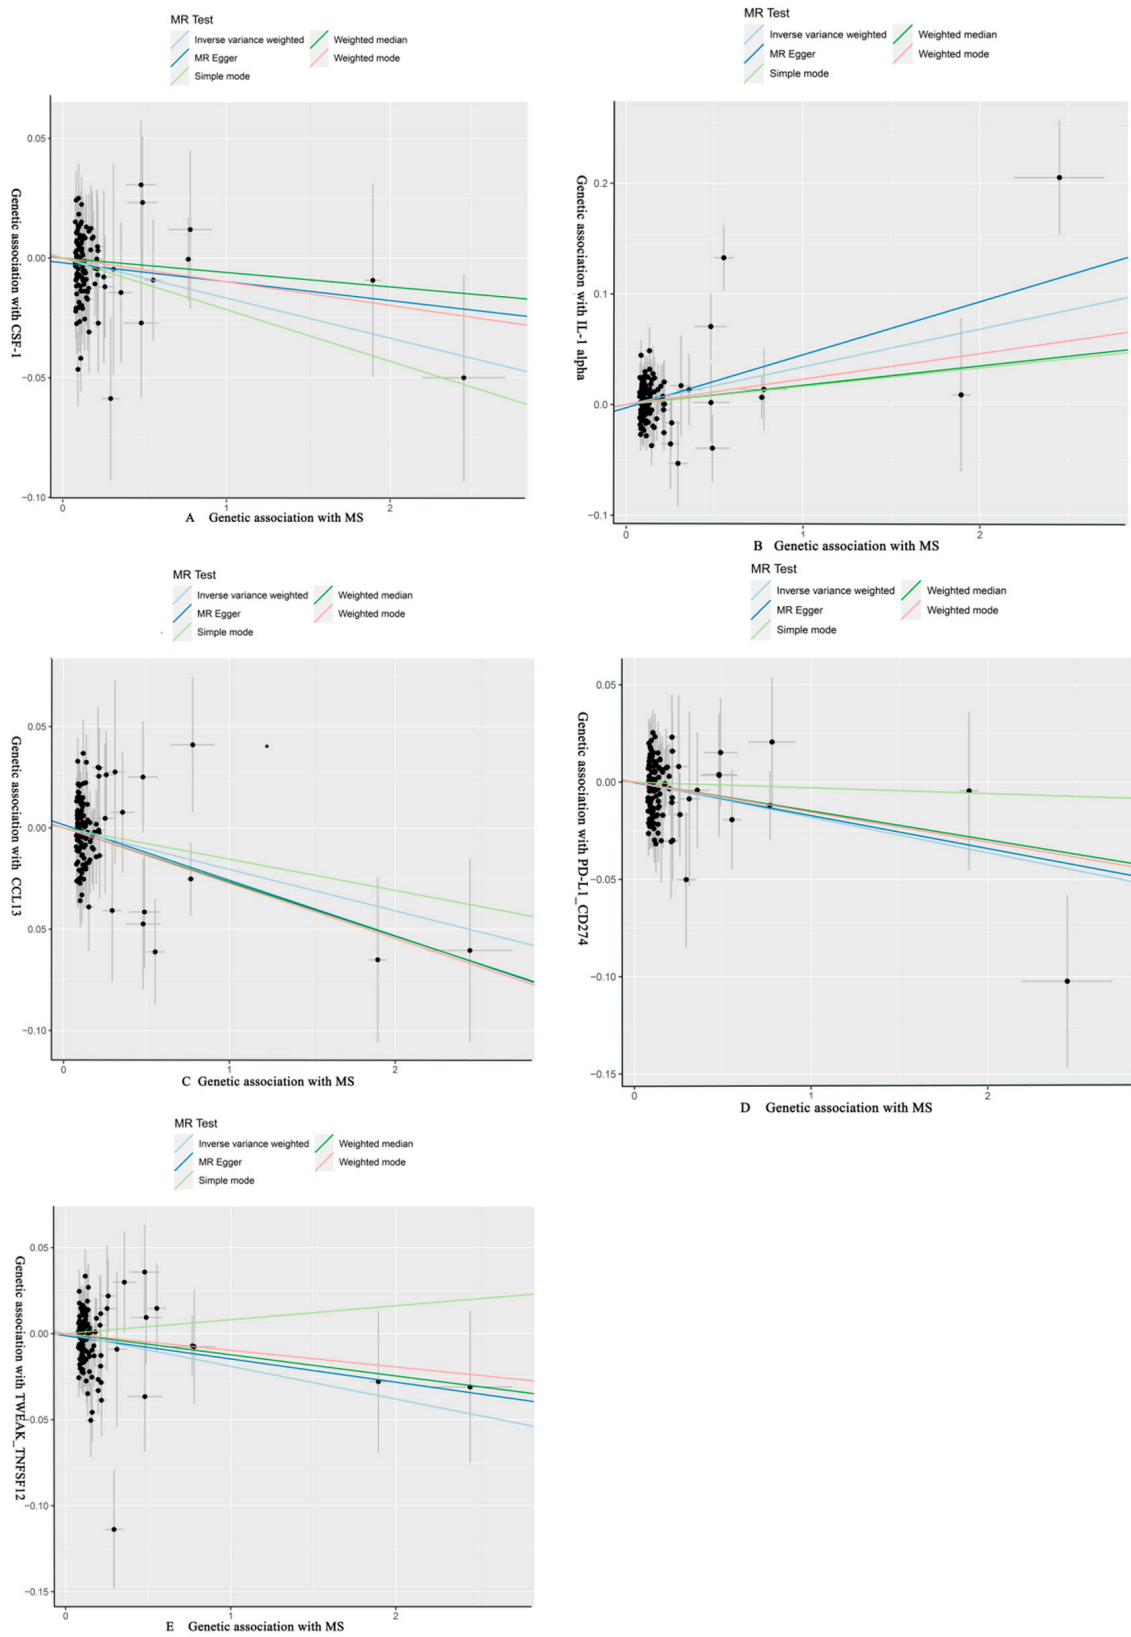 MR Test
Inverse variance weighted
Weighted median
MR Egger
Weighted mode
Simple mode
0.05
0.00
−0.05
−0.10
Genetic association with CSF-1
0
1
2
A Genetic association with MS
MR Test
Inverse variance weighted
Weighted median
MR Egger
Weighted mode
Simple mode
0.2
0.1
0.0
−0.1
Genetic association with IL-1 alpha
0
1
2
B Genetic association with MS
MR Test
Inverse variance weighted
Weighted median
MR Egger
Weighted mode
Simple mode
0.05
0.00
−0.05
−0.10
Genetic association with CCL13
0
1
2
C Genetic association with MS
MR Test
Inverse variance weighted
Weighted median
MR Egger
Weighted mode
Simple mode
0.05
0.00
−0.05
−0.10
−0.15
Genetic association with PD-L1_CD274
0
1
2
D Genetic association with MS
MR Test
Inverse variance weighted
Weighted median
MR Egger
Weighted mode
Simple mode
0.05
0.00
−0.05
−0.10
−0.15
Genetic association with TWEAK_TNFSF12
0
1
2
E Genetic association with MS